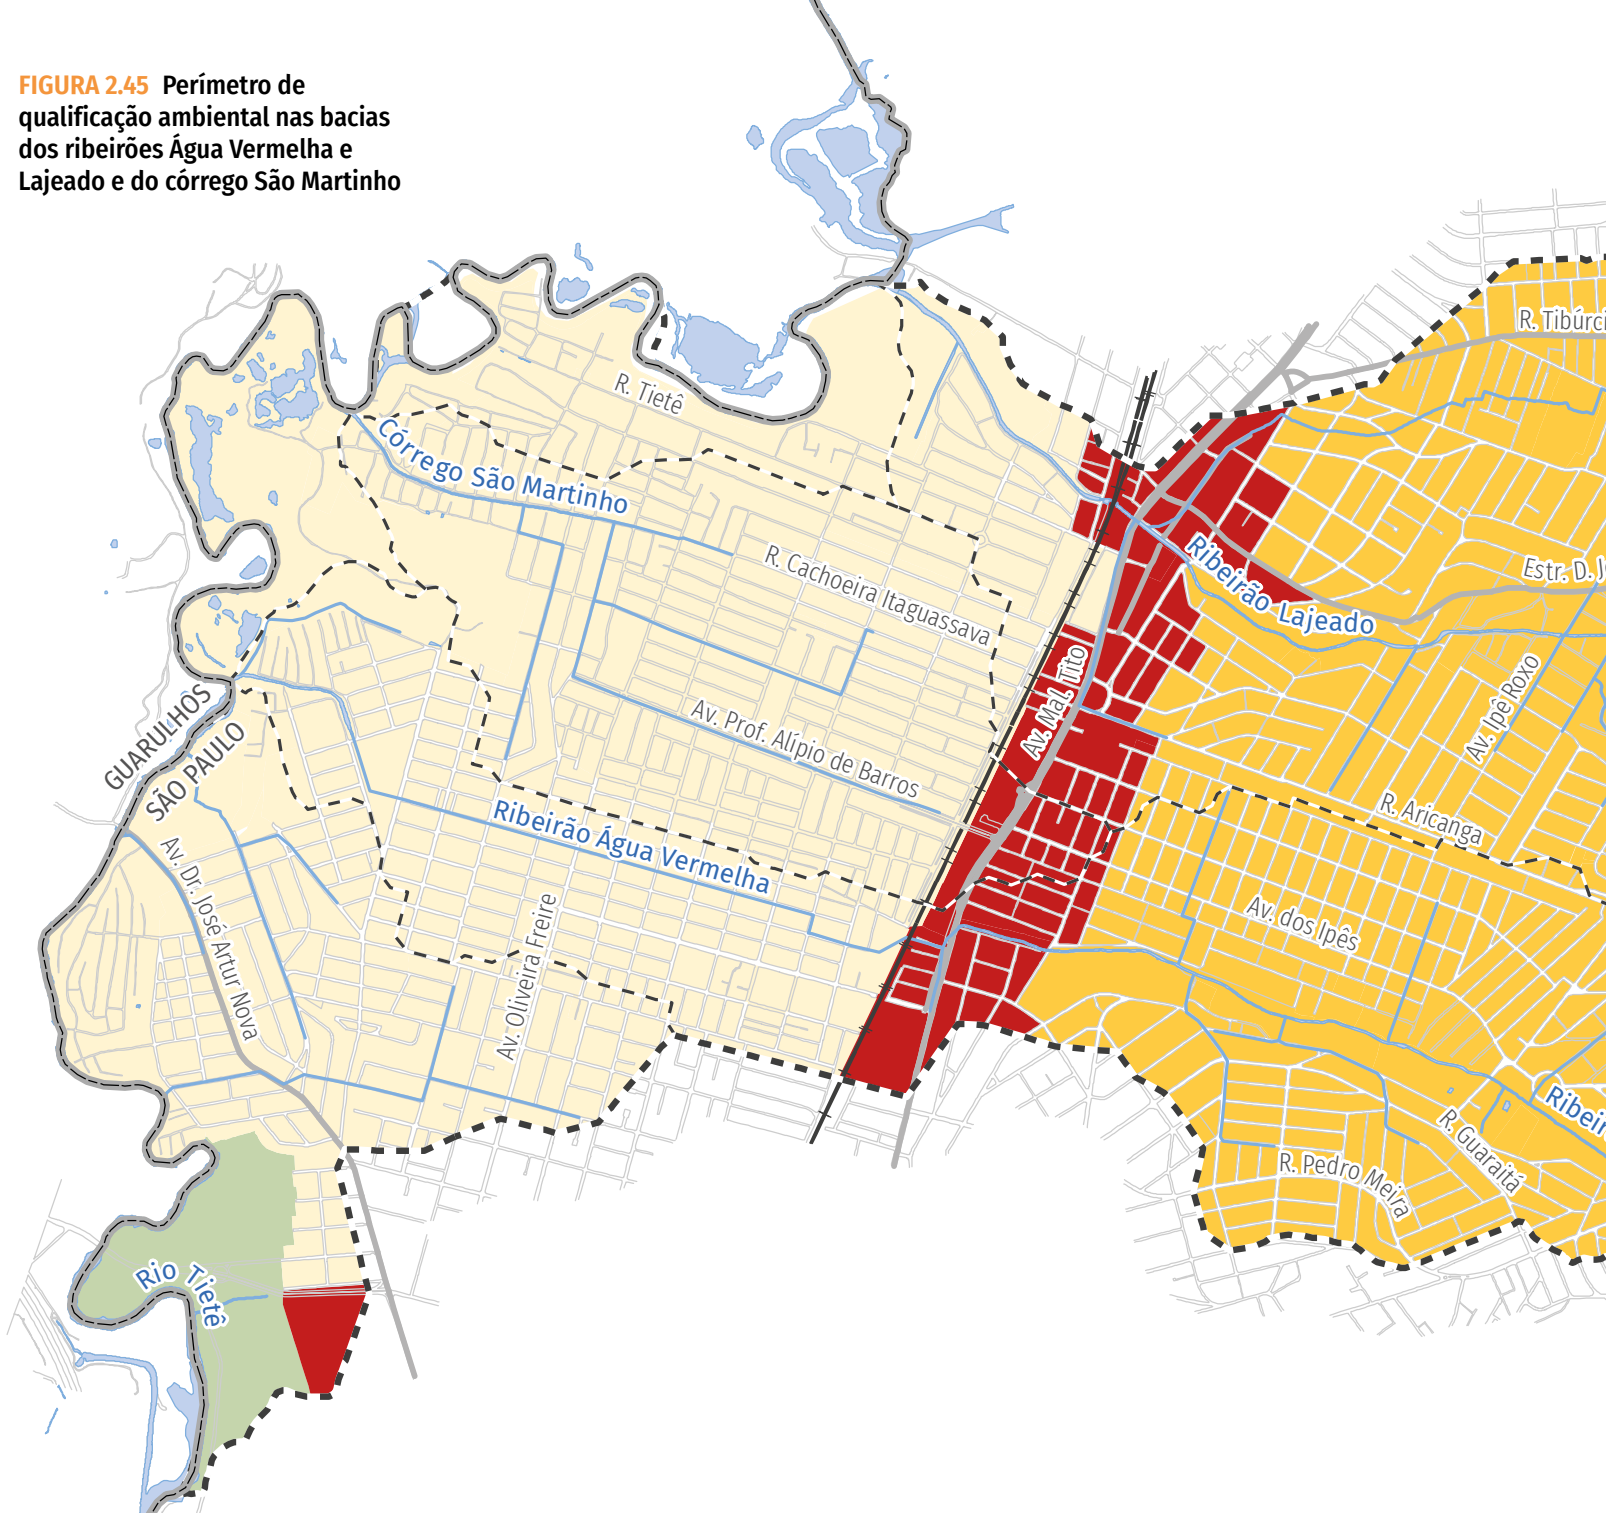 FIGURA 2.45 Perímetro de
qualificação ambiental nas bacias
dos ribeirões Água Vermelha e
Lajeado e do córrego São Martinho
R. Tibúrci
R. Tietê
Córrego São Martinho
R. Cachoeira Itaguassava
Ribeirão Lajeado
Estr. D. J
GUARULHOS
SÃO PAULO
Av. Mal. Tito
Av. Ipê Roxo
Av. Prof. Alípio de Barros
R. Aricanga
Ribeirão Água Vermelha
Av. Dr. José Artur Nova
Av. Oliveira Freire
Av. dos Ipês
Ribeir
R. Guaraitá
R. Pedro Meira
Rio Tietê